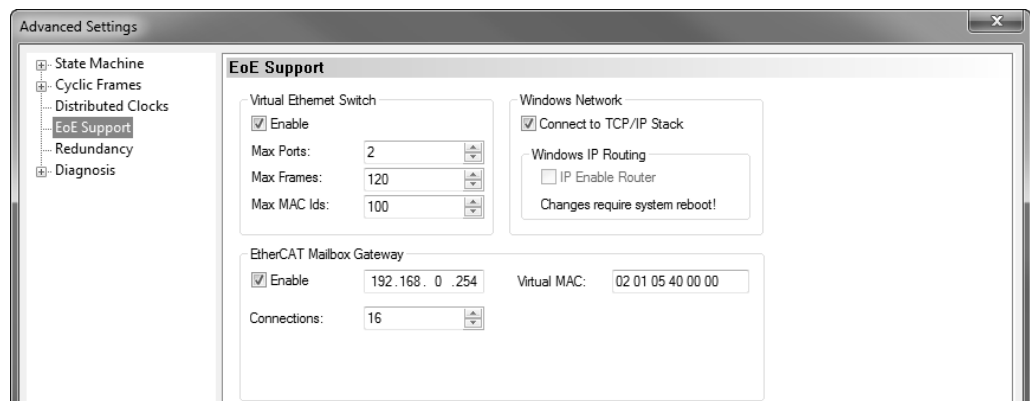 Advanced Settings
State Machine
Cyclic Frames
Distributed Clocks
EoE Support
Redundancy
Diagnosis
EoE Support
Virtual Ethernet Switch
Enable
Max Ports: 2
Max Frames: 120
Max MAC Ids: 100
Windows Network
Connect to TCP/IP Stack
Windows IP Routing
IP Enable Router
Changes require system reboot!
EtherCAT Mailbox Gateway
Enable 192.168. 0 .254 Virtual MAC: 02 01 05 40 00 00
Connections: 16